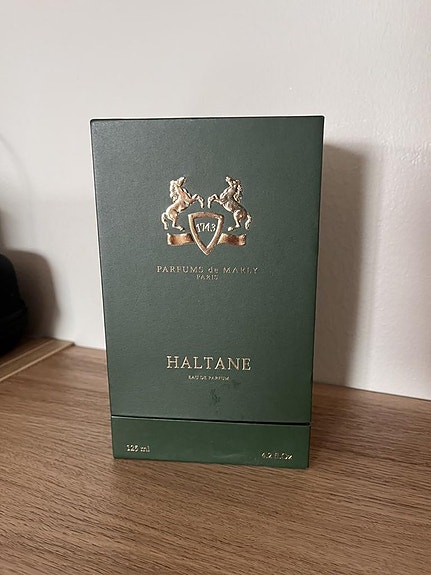 1743
PARFUMS de MARLY
PARIS
HALTANE
EAU DE PARFUM
125 ml
4.2 fl.Oz